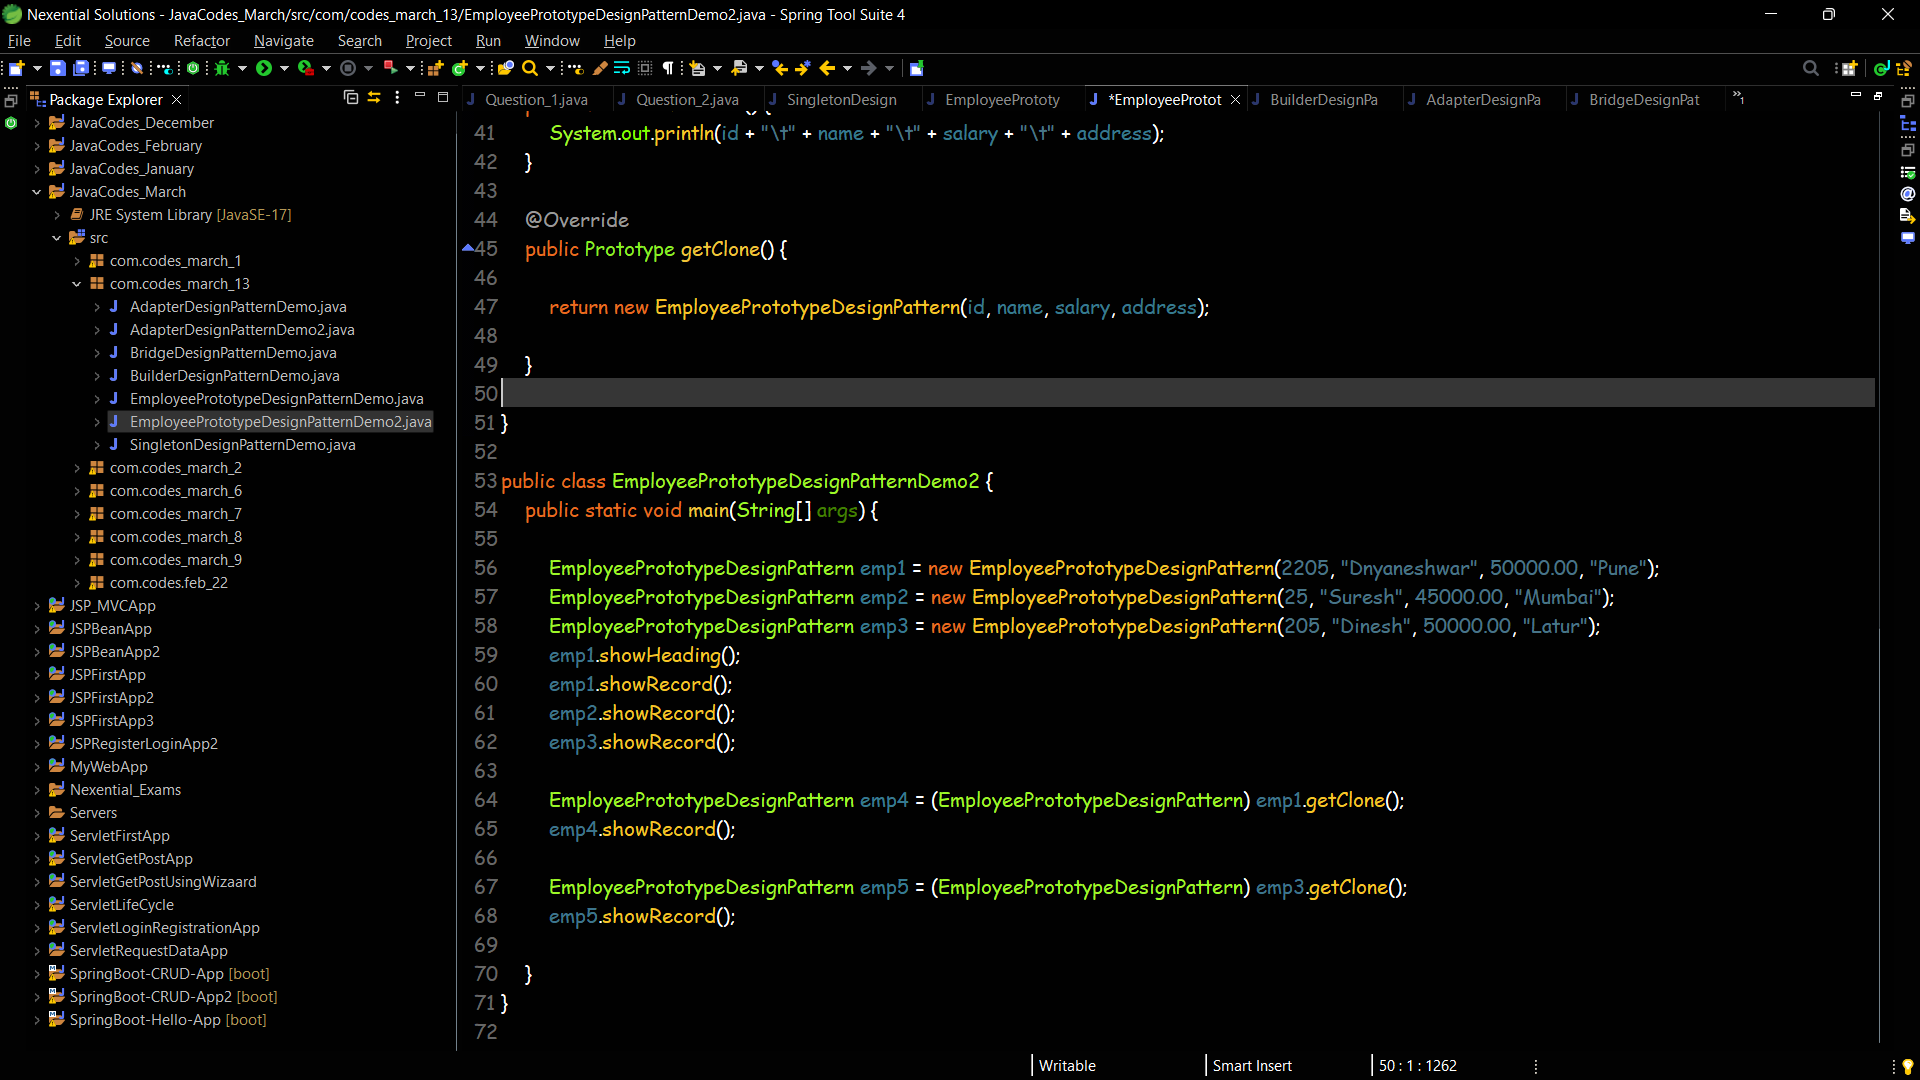 Nexential Solutions - JavaCodes_March/src/com/codes_march_13/EmployeePrototypeDesignPatternDemo2.java - Spring Tool Suite 4
File Edit Source Refactor Navigate Search Project Run Window Help
Package Explorer
JavaCodes_December
JavaCodes_February
JavaCodes_January
JavaCodes_March
JRE System Library [JavaSE-17]
src
com.codes_march_1
com.codes_march_13
AdapterDesignPatternDemo.java
AdapterDesignPatternDemo2.java
BridgeDesignPatternDemo.java
BuilderDesignPatternDemo.java
EmployeePrototypeDesignPatternDemo.java
EmployeePrototypeDesignPatternDemo2.java
SingletonDesignPatternDemo.java
com.codes_march_2
com.codes_march_6
com.codes_march_7
com.codes_march_8
com.codes_march_9
com.codes.feb_22
JSP_MVCApp
JSPBeanApp
JSPBeanApp2
JSPFirstApp
JSPFirstApp2
JSPFirstApp3
JSPRegisterLoginApp2
MyWebApp
Nexential_Exams
Servers
ServletFirstApp
ServletGetPostApp
ServletGetPostUsingWizaard
ServletLifeCycle
ServletLoginRegistrationApp
ServletRequestDataApp
SpringBoot-CRUD-App [boot]
SpringBoot-CRUD-App2 [boot]
SpringBoot-Hello-App [boot]
Question_1.java Question_2.java SingletonDesign EmployeePrototy *EmployeeProtot BuilderDesignPa AdapterDesignPa BridgeDesignPat »1
41 System.out.println(id + "\t" + name + "\t" + salary + "\t" + address);
42 }
43
44 @Override
45 public Prototype getClone() {
46
47 return new EmployeePrototypeDesignPattern(id, name, salary, address);
48
49 }
50
51 }
52
53 public class EmployeePrototypeDesignPatternDemo2 {
54 public static void main(String[] args) {
55
56 EmployeePrototypeDesignPattern emp1 = new EmployeePrototypeDesignPattern(2205, "Dnyaneshwar", 50000.00, "Pune");
57 EmployeePrototypeDesignPattern emp2 = new EmployeePrototypeDesignPattern(25, "Suresh", 45000.00, "Mumbai");
58 EmployeePrototypeDesignPattern emp3 = new EmployeePrototypeDesignPattern(205, "Dinesh", 50000.00, "Latur");
59 emp1.showHeading();
60 emp1.showRecord();
61 emp2.showRecord();
62 emp3.showRecord();
63
64 EmployeePrototypeDesignPattern emp4 = (EmployeePrototypeDesignPattern) emp1.getClone();
65 emp4.showRecord();
66
67 EmployeePrototypeDesignPattern emp5 = (EmployeePrototypeDesignPattern) emp3.getClone();
68 emp5.showRecord();
69
70 }
71 }
72
Writable Smart Insert 50 : 1 : 1262